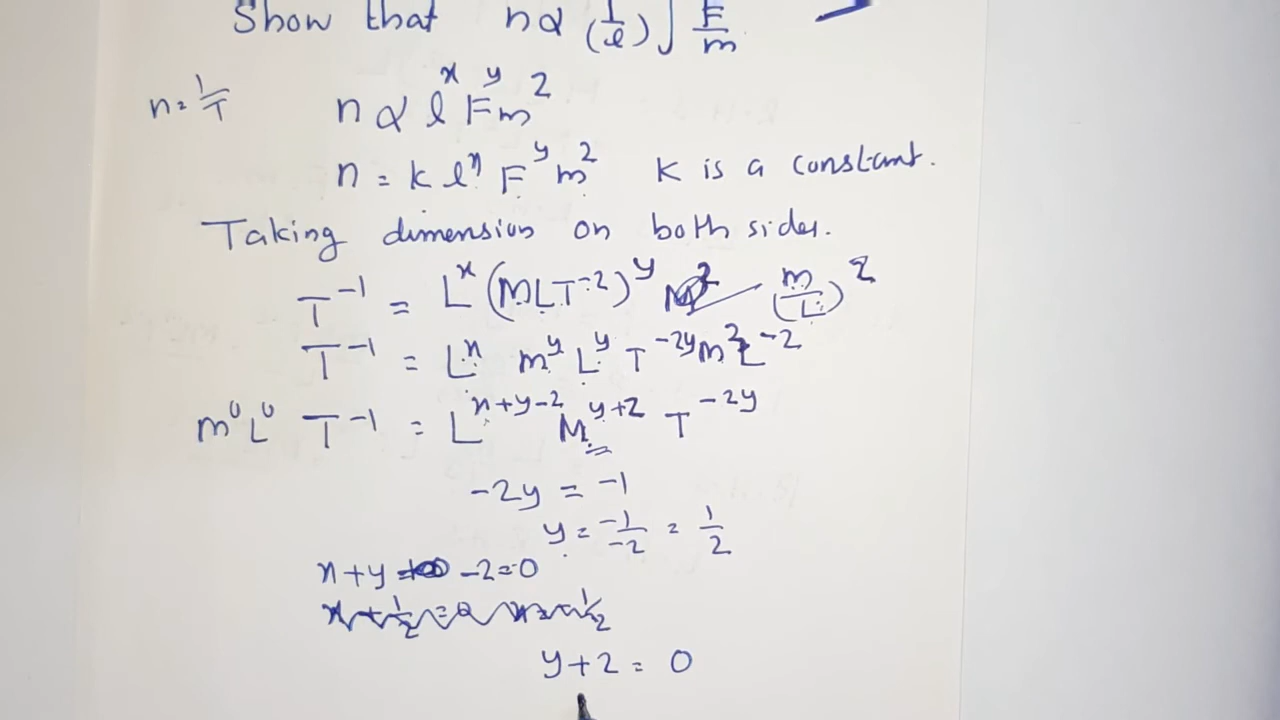 Show that n ∝ (1/l) √ F/m
n = 1/T n ∝ l^x F^y m^z
n = k l^x F^y m^z K is a constant.
Taking dimension on both sides.
T^-1 = L^x (MLT^-2)^y (m/L)^z
T^-1 = L^x m^y L^y T^-2y m^z L^-z
m^0 L^0 T^-1 = L^x+y-z M^y+z T^-2y
-2y = -1
y = -1/-2 = 1/2
x+y -z=0
y+z = 0